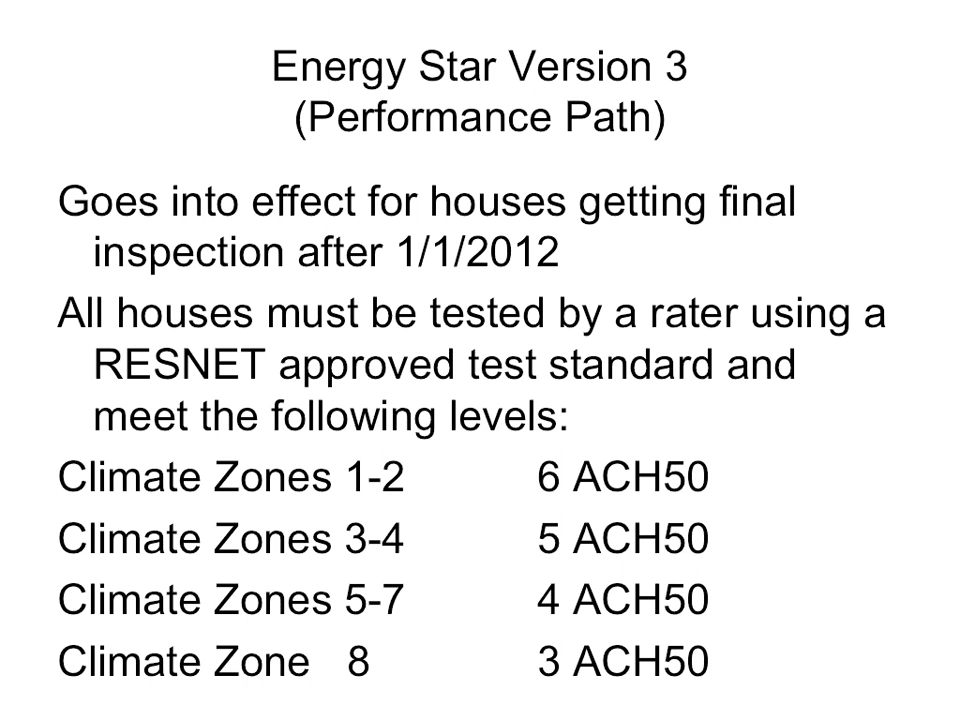 Energy Star Version 3
(Performance Path)
Goes into effect for houses getting final
inspection after 1/1/2012
All houses must be tested by a rater using a
RESNET approved test standard and
meet the following levels:
Climate Zones 1-2 6 ACH50
Climate Zones 3-4 5 ACH50
Climate Zones 5-7 4 ACH50
Climate Zone 8 3 ACH50